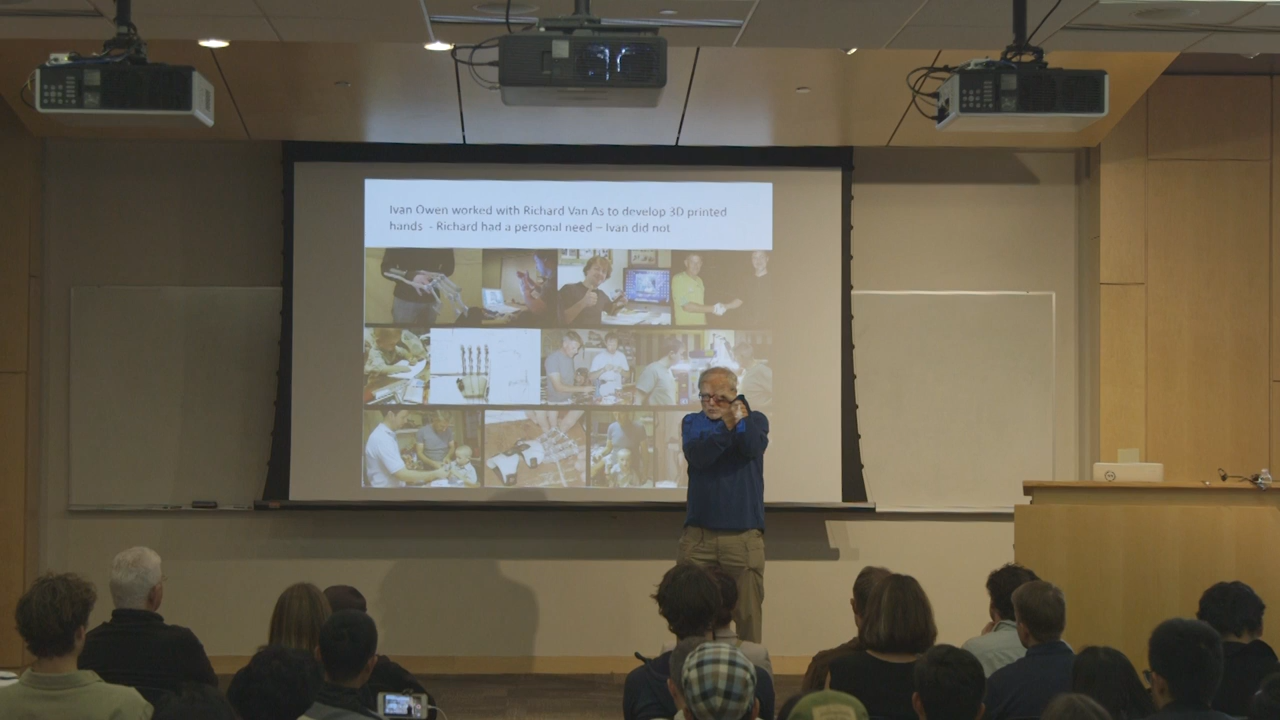 Ivan Owen worked with Richard Van As to develop 3D printed
hands - Richard had a personal need – Ivan did not